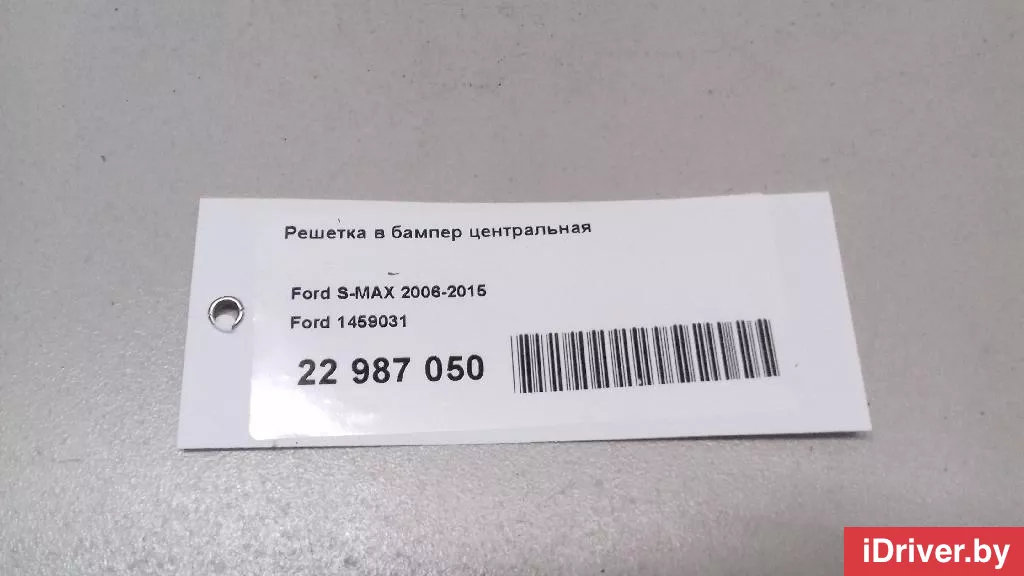 Решетка в бампер центральная
Ford S-MAX 2006-2015
Ford 1459031
22 987 050
iDriver.by